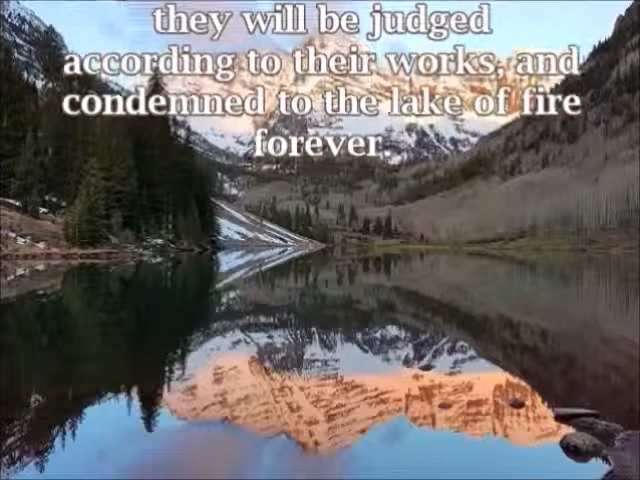 they will be judged
according to their works, and
condemned to the lake of fire
forever.